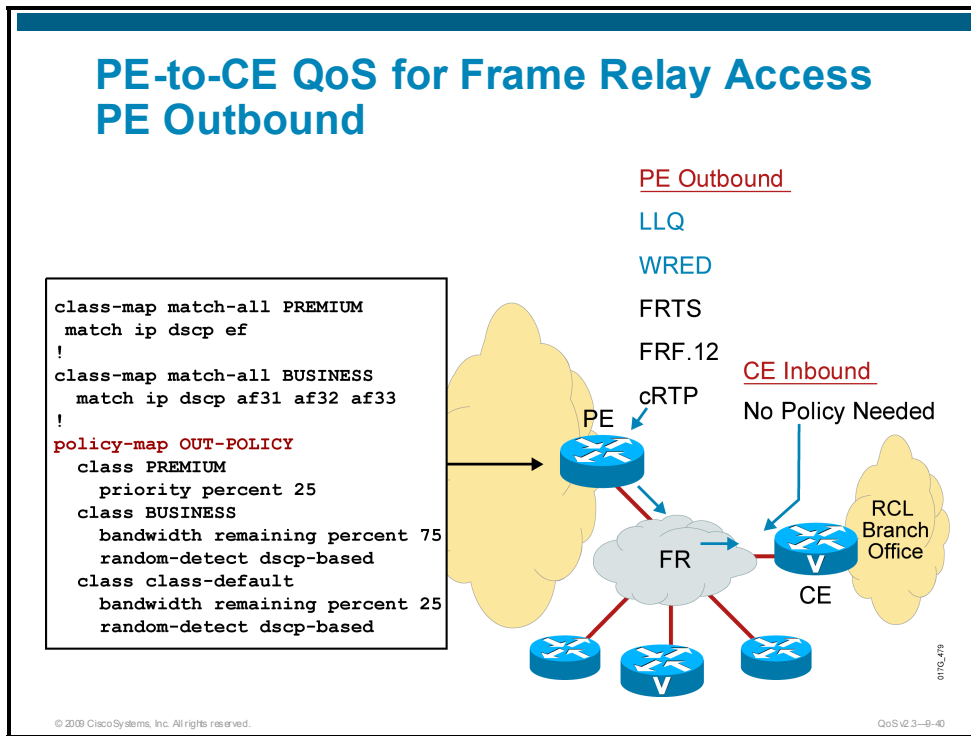 PE-to-CE QoS for Frame Relay Access
PE Outbound
PE Outbound
LLQ
WRED
FRTS
FRF.12
cRTP
CE Inbound
No Policy Needed
class-map match-all PREMIUM
match ip dscp ef
!
class-map match-all BUSINESS
match ip dscp af31 af32 af33
!
policy-map OUT-POLICY
class PREMIUM
priority percent 25
class BUSINESS
bandwidth remaining percent 75
random-detect dscp-based
class class-default
bandwidth remaining percent 25
random-detect dscp-based
PE
FR
RCL
Branch
Office
V
CE
V
017G_479
© 2009 Cisco Systems, Inc. All rights reserved.
QoS v2.3—9-40